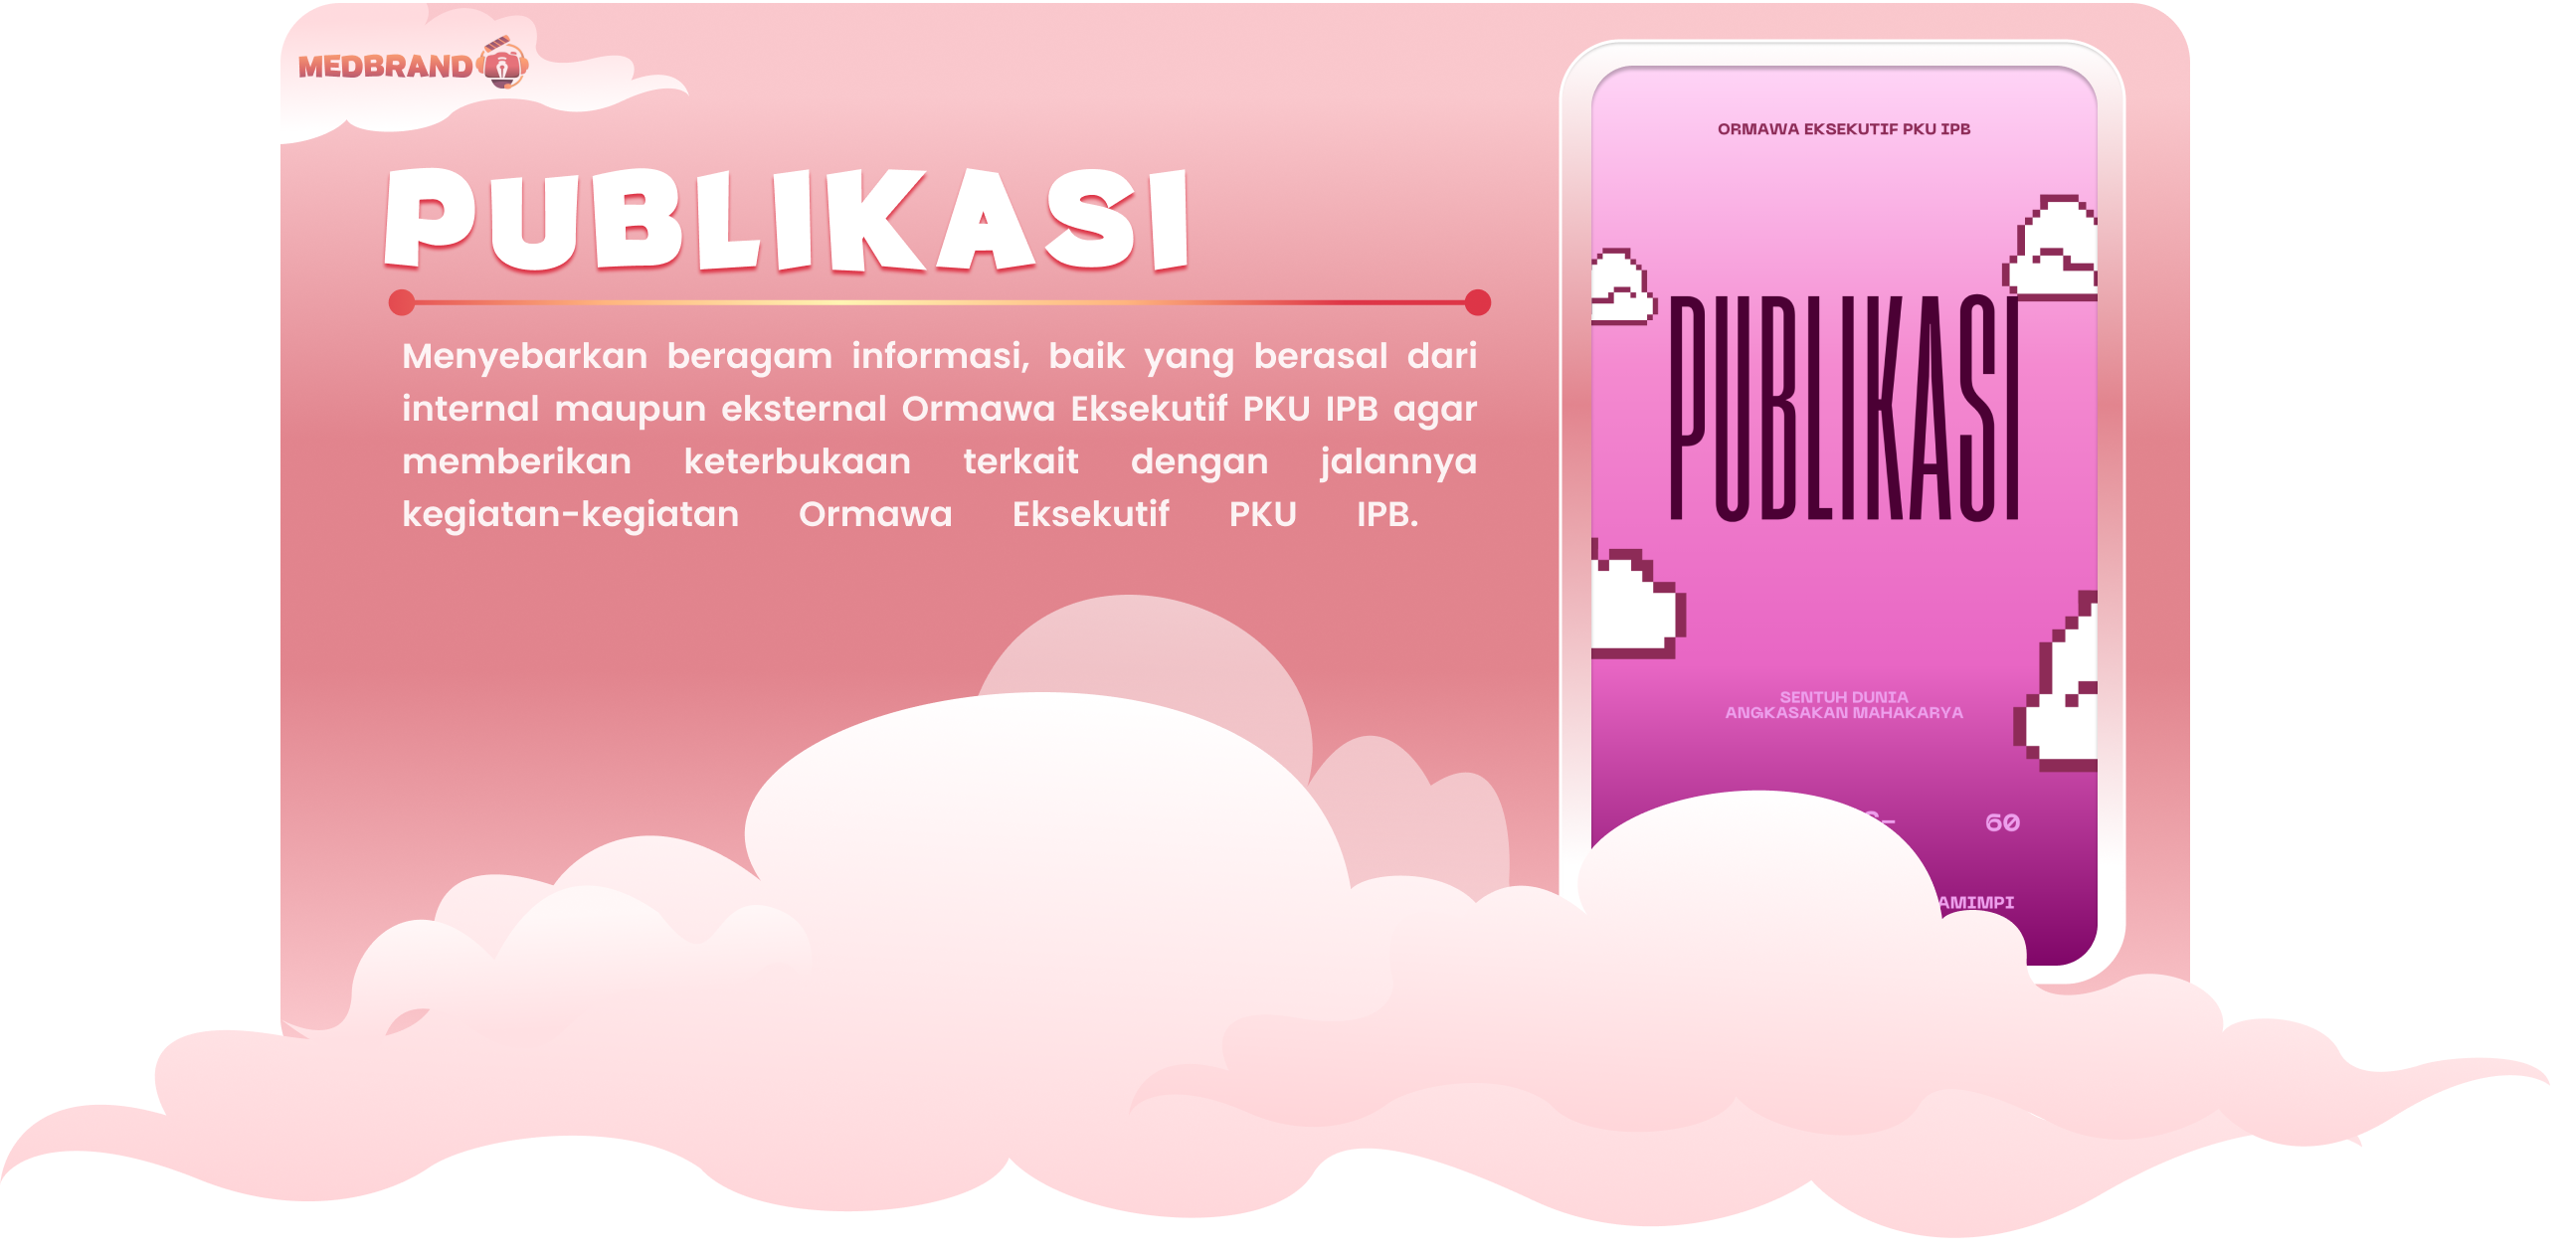 MEDBRAND
PUBLIKASI
Menyebarkan beragam informasi, baik yang berasal dari
internal maupun eksternal Ormawa Eksekutif PKU IPB agar
memberikan keterbukaan terkait dengan jalannya
kegiatan-kegiatan Ormawa Eksekutif PKU IPB.
ORMAWA EKSEKUTIF PKU IPB
PUBLIKASI
SENTUH DUNIA
ANGKASAKAN MAHAKARYA
60
AMIMPI